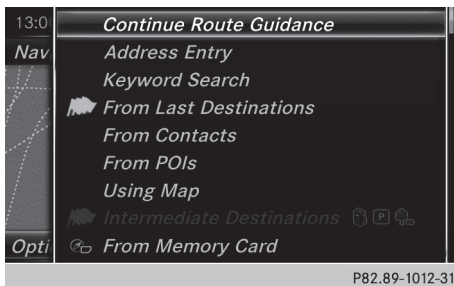 13:0
Continue Route Guidance
Nav
Address Entry
Keyword Search
From Last Destinations
From Contacts
From POIs
Using Map
Intermediate Destinations P
Opti
From Memory Card
P82.89-1012-31